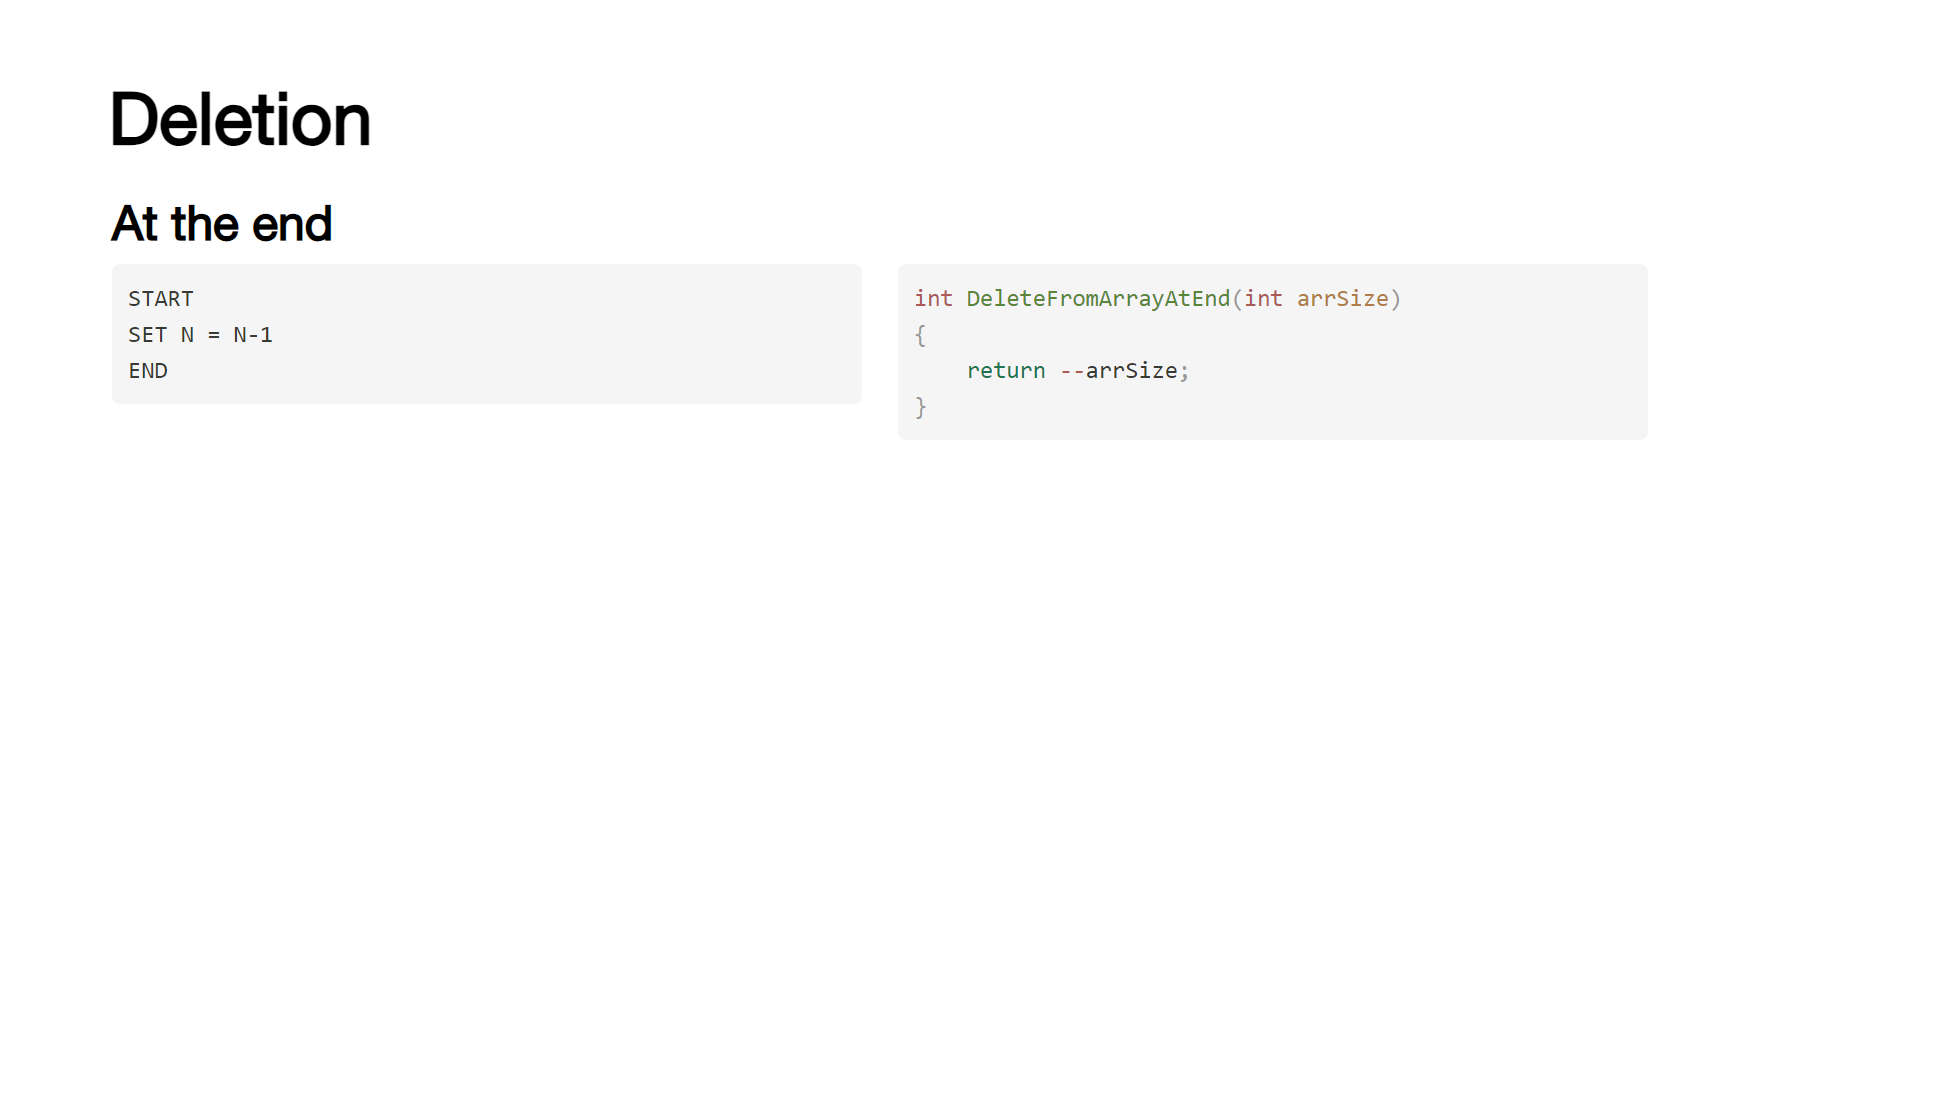 Deletion
At the end
START
SET N = N-1
END
int DeleteFromArrayAtEnd(int arrSize)
{
    return --arrSize;
}